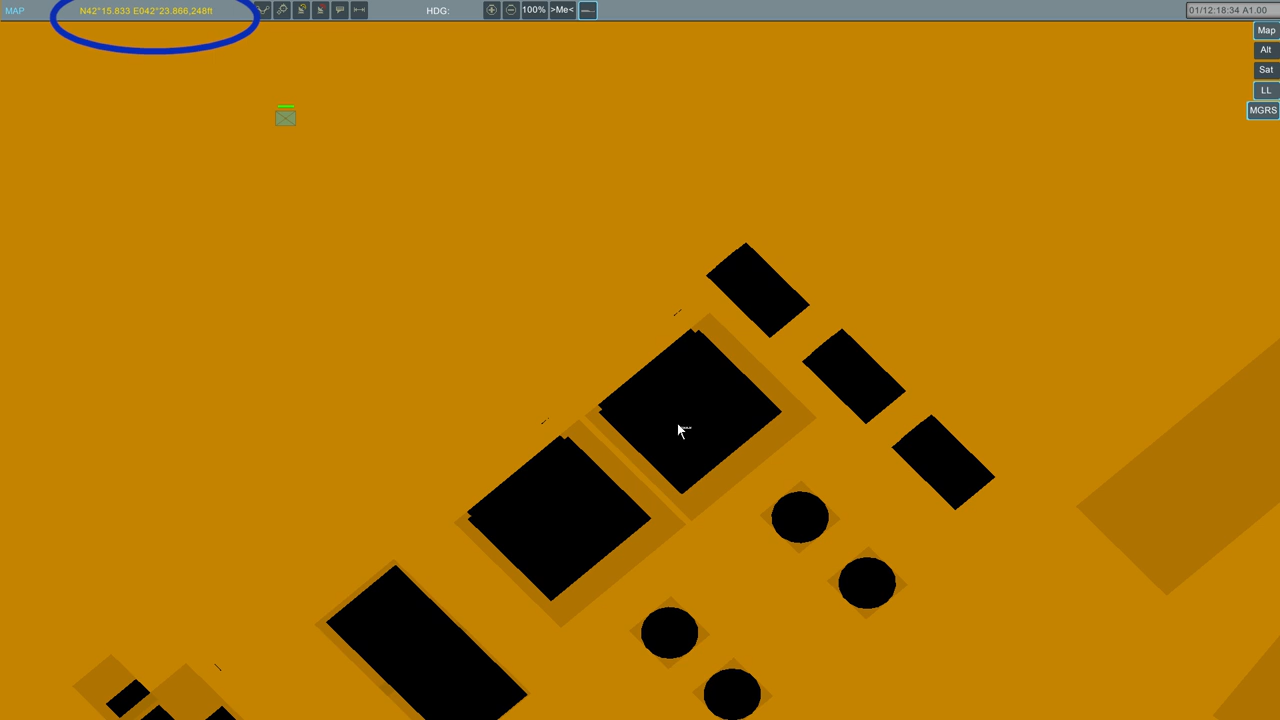 MAP N42°15.833 E042°23.866,248ft HDG: 100% >Me< 01/12:18:34 A1.00
Map
Alt
Sat
LL
MGRS